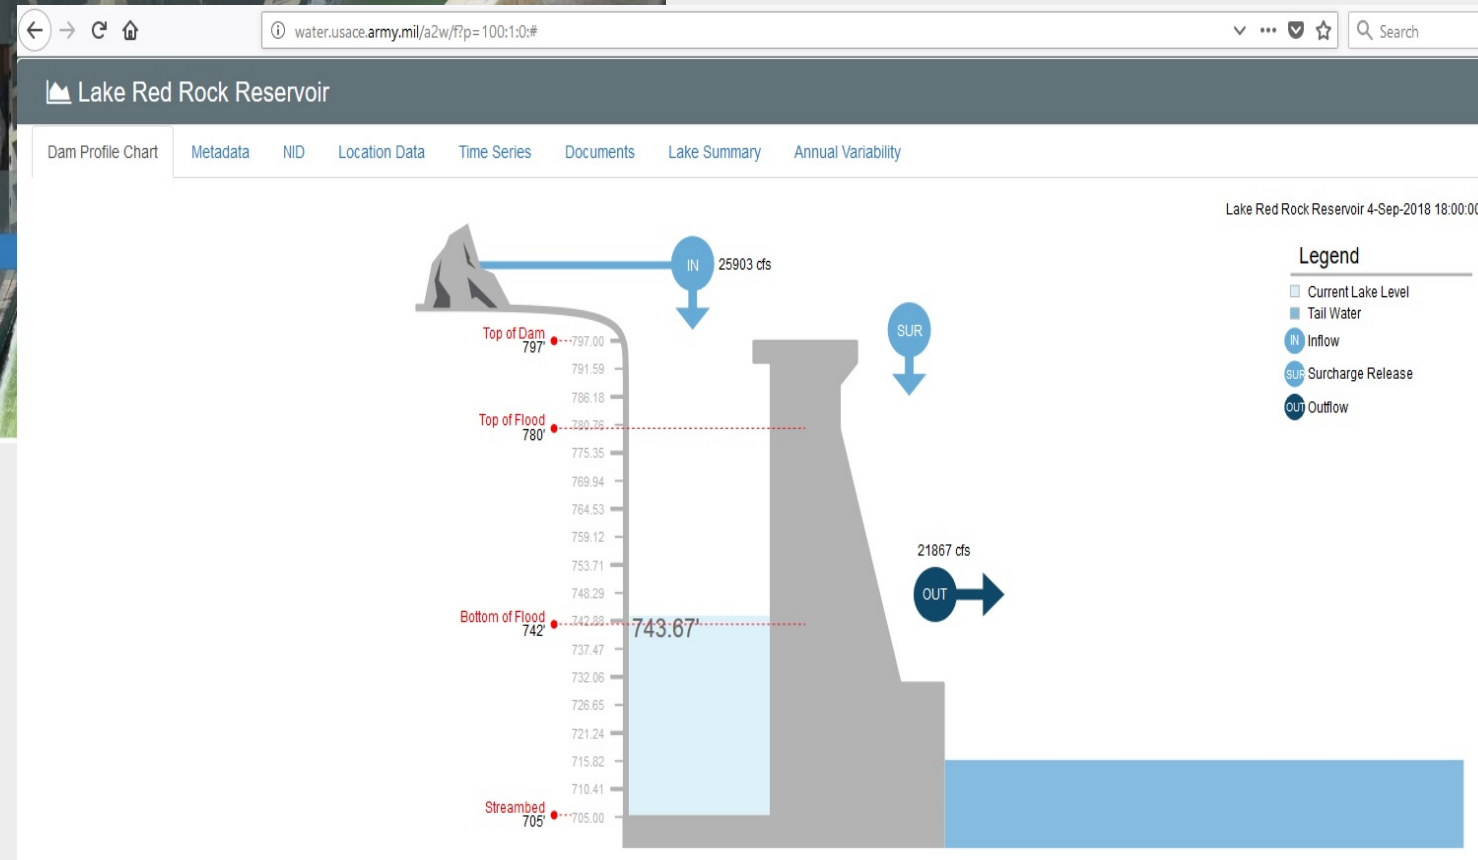 water.usace.army.mil/a2w/f?p=100:1:0:#
Search
Lake Red Rock Reservoir
Dam Profile Chart Metadata NID Location Data Time Series Documents Lake Summary Annual Variability
Lake Red Rock Reservoir 4-Sep-2018 18:00:00
Legend
Current Lake Level
Tail Water
IN Inflow
SUR Surcharge Release
OUT Outflow
IN 25903 cfs
SUR
Top of Dam
797'
797.00
791.59
786.18
Top of Flood
780'
780.76
775.35
769.94
764.53
759.12
753.71
748.29
21867 cfs
OUT
Bottom of Flood
742'
742.88
743.67'
737.47
732.06
726.65
721.24
715.82
710.41
Streambed
705'
705.00